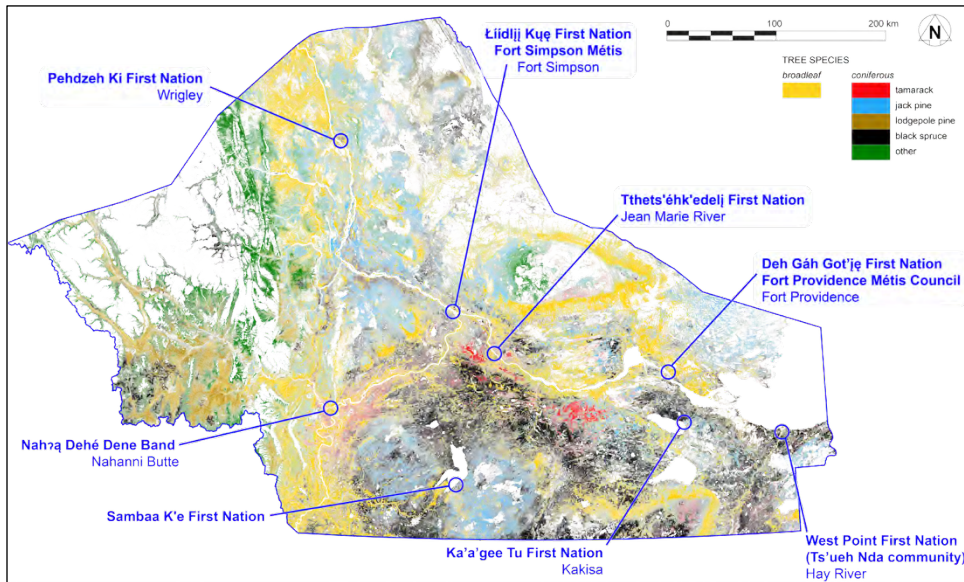 Łíídlįį Kųę First Nation
Fort Simpson Métis
Fort Simpson
0
100
200 km
N
TREE SPECIES
broadleaf
coniferous
tamarack
jack pine
lodgepole pine
black spruce
other
Pehdzeh Ki First Nation
Wrigley
Tthets'éhk'edelį First Nation
Jean Marie River
Deh Gáh Got'įę First Nation
Fort Providence Métis Council
Fort Providence
Nahɂą Dehé Dene Band
Nahanni Butte
Sambaa K'e First Nation
Ka'a'gee Tu First Nation
Kakisa
West Point First Nation
(Ts'ueh Nda community)
Hay River